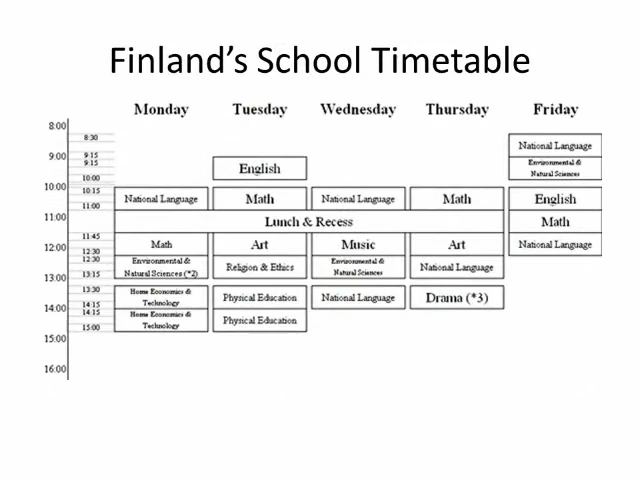 Finland's School Timetable
Monday Tuesday Wednesday Thursday Friday
8:00
8:30
National Language
9:00
9:15
9:15
English
Environmental &
Natural Sciences
10:00
10:00
10:15
National Language Math National Language Math English
11:00
11:00
Lunch & Recess Math
11:45
12:00
Math Art Music Art National Language
12:30
12:30
Environmental &
Natural Sciences (*2)
Religion & Ethics
Environmental &
Natural Sciences
National Language
13:00
13:15
13:30
Home Economics &
Technology
Physical Education National Language Drama (*3)
14:00
14:15
14:15
Home Economics &
Technology
Physical Education
15:00
15:00
16:00